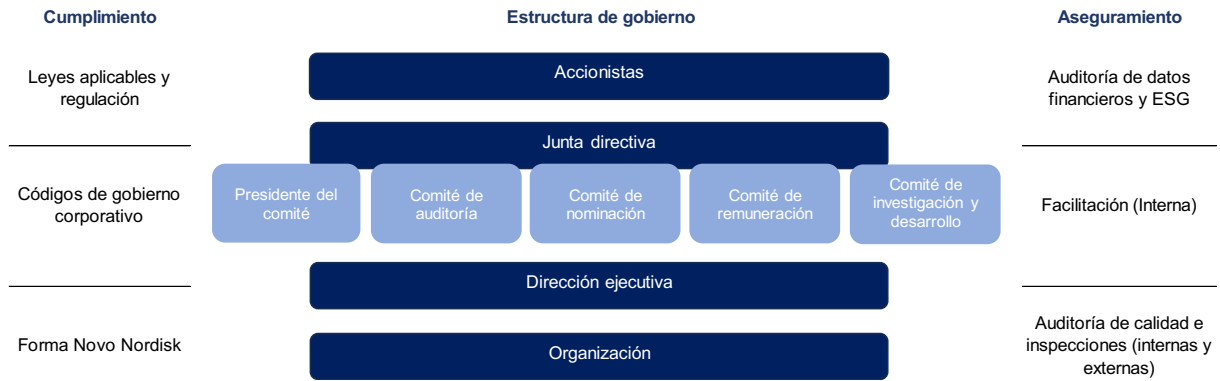 Cumplimiento
Leyes aplicables y
regulación
Códigos de gobierno
corporativo
Forma Novo Nordisk
Estructura de gobierno
Accionistas
Junta directiva
Presidente del
comité
Comité de
auditoría
Comité de
nominación
Comité de
remuneración
Comité de
investigación y
desarrollo
Dirección ejecutiva
Organización
Aseguramiento
Auditoría de datos
financieros y ESG
Facilitación (Interna)
Auditoría de calidad e
inspecciones (internas y
externas)